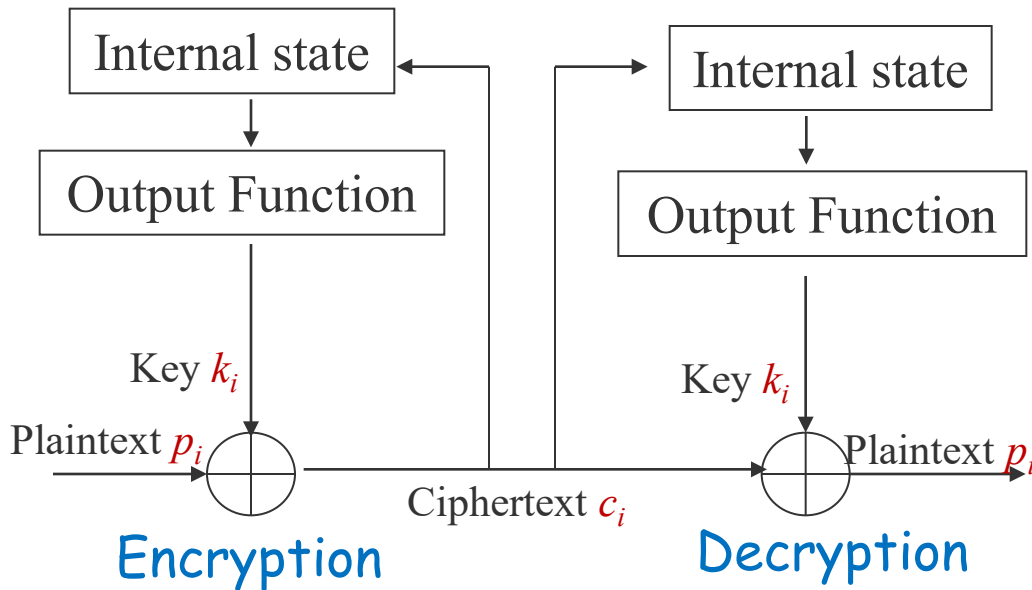 Internal state
Output Function
Key k_i
Plaintext p_i
Encryption
Ciphertext c_i
Internal state
Output Function
Key k_i
Plaintext p_i
Decryption